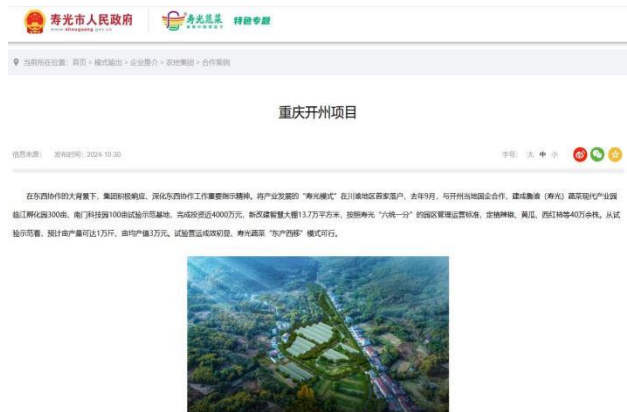 寿光市人民政府
www.shouguang.gov.cn
寿光蔬菜
特色专题
当前所在位置：首页 > 模式输出 > 企业推介 > 农控集团 > 合作案例
重庆开州项目
信息来源： 发布时间：2024-10-30
字号： 大 中 小
在东西协作的大背景下，集团积极响应、深化东西协作工作重要指示精神。将产业发展的“寿光模式”在川渝地区首家落户，去年9月，与开州当地国企合作，建成鲁渝（寿光）蔬菜现代产业园
临江孵化园300亩、南门科技园100亩试验示范基地，完成投资近4000万元，新改建智慧大棚13.7万平方米，按照寿光“六统一分”的园区管理运营标准，定植辣椒、黄瓜、西红柿等40万余株。从试
验示范看，预计亩产量可达1万斤、亩均产值3万元。试验营运成效初显，寿光蔬菜“东产西移”模式可行。